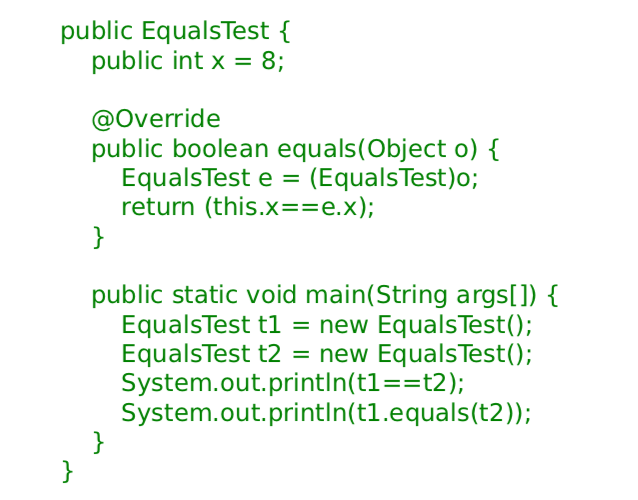 public EqualsTest {
    public int x = 8;

    @Override
    public boolean equals(Object o) {
        EqualsTest e = (EqualsTest)o;
        return (this.x==e.x);
    }

    public static void main(String args[]) {
        EqualsTest t1 = new EqualsTest();
        EqualsTest t2 = new EqualsTest();
        System.out.println(t1==t2);
        System.out.println(t1.equals(t2));
    }
}